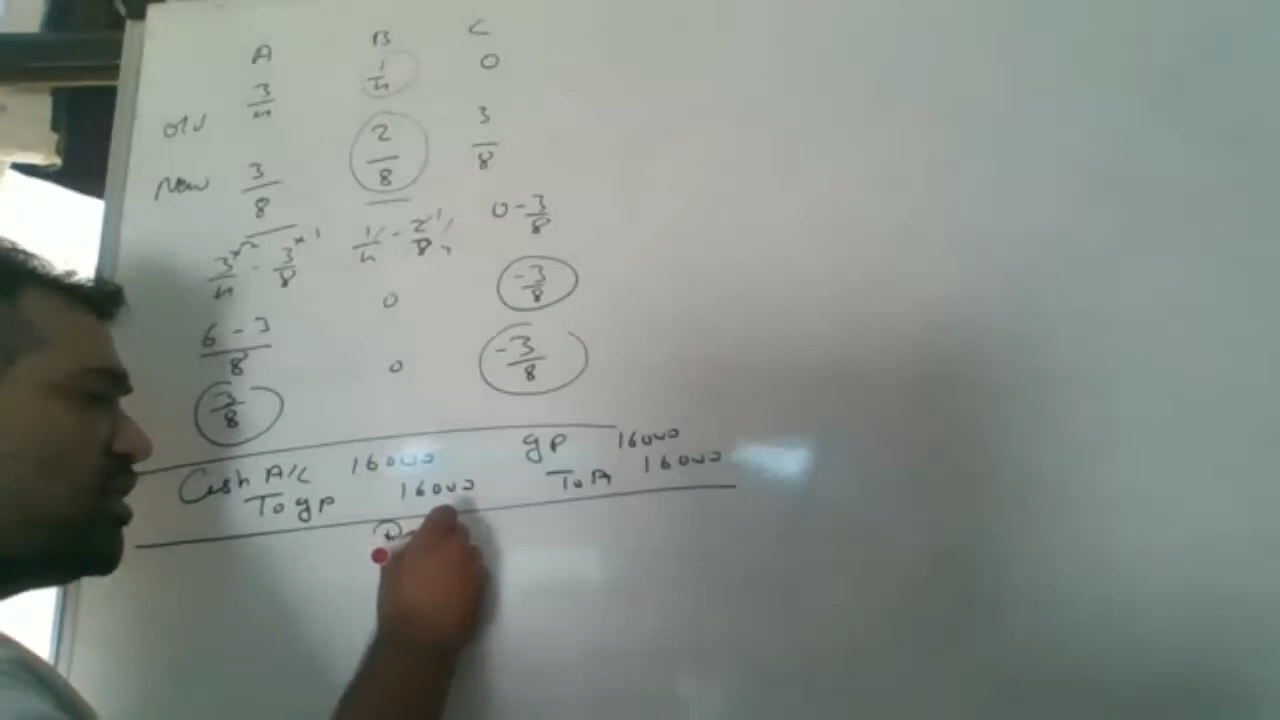 A B C
old 3/4 1/4 0
New 3/8 2/8 3/8
3/4 ×2 - 3/8 ×1 1/4 - 2/8 0 - 3/8
6 - 3 / 8 0 -3/8
3/8 0 -3/8
Cash A/C 16000 gp 16000
To gp 16000 To A 16000